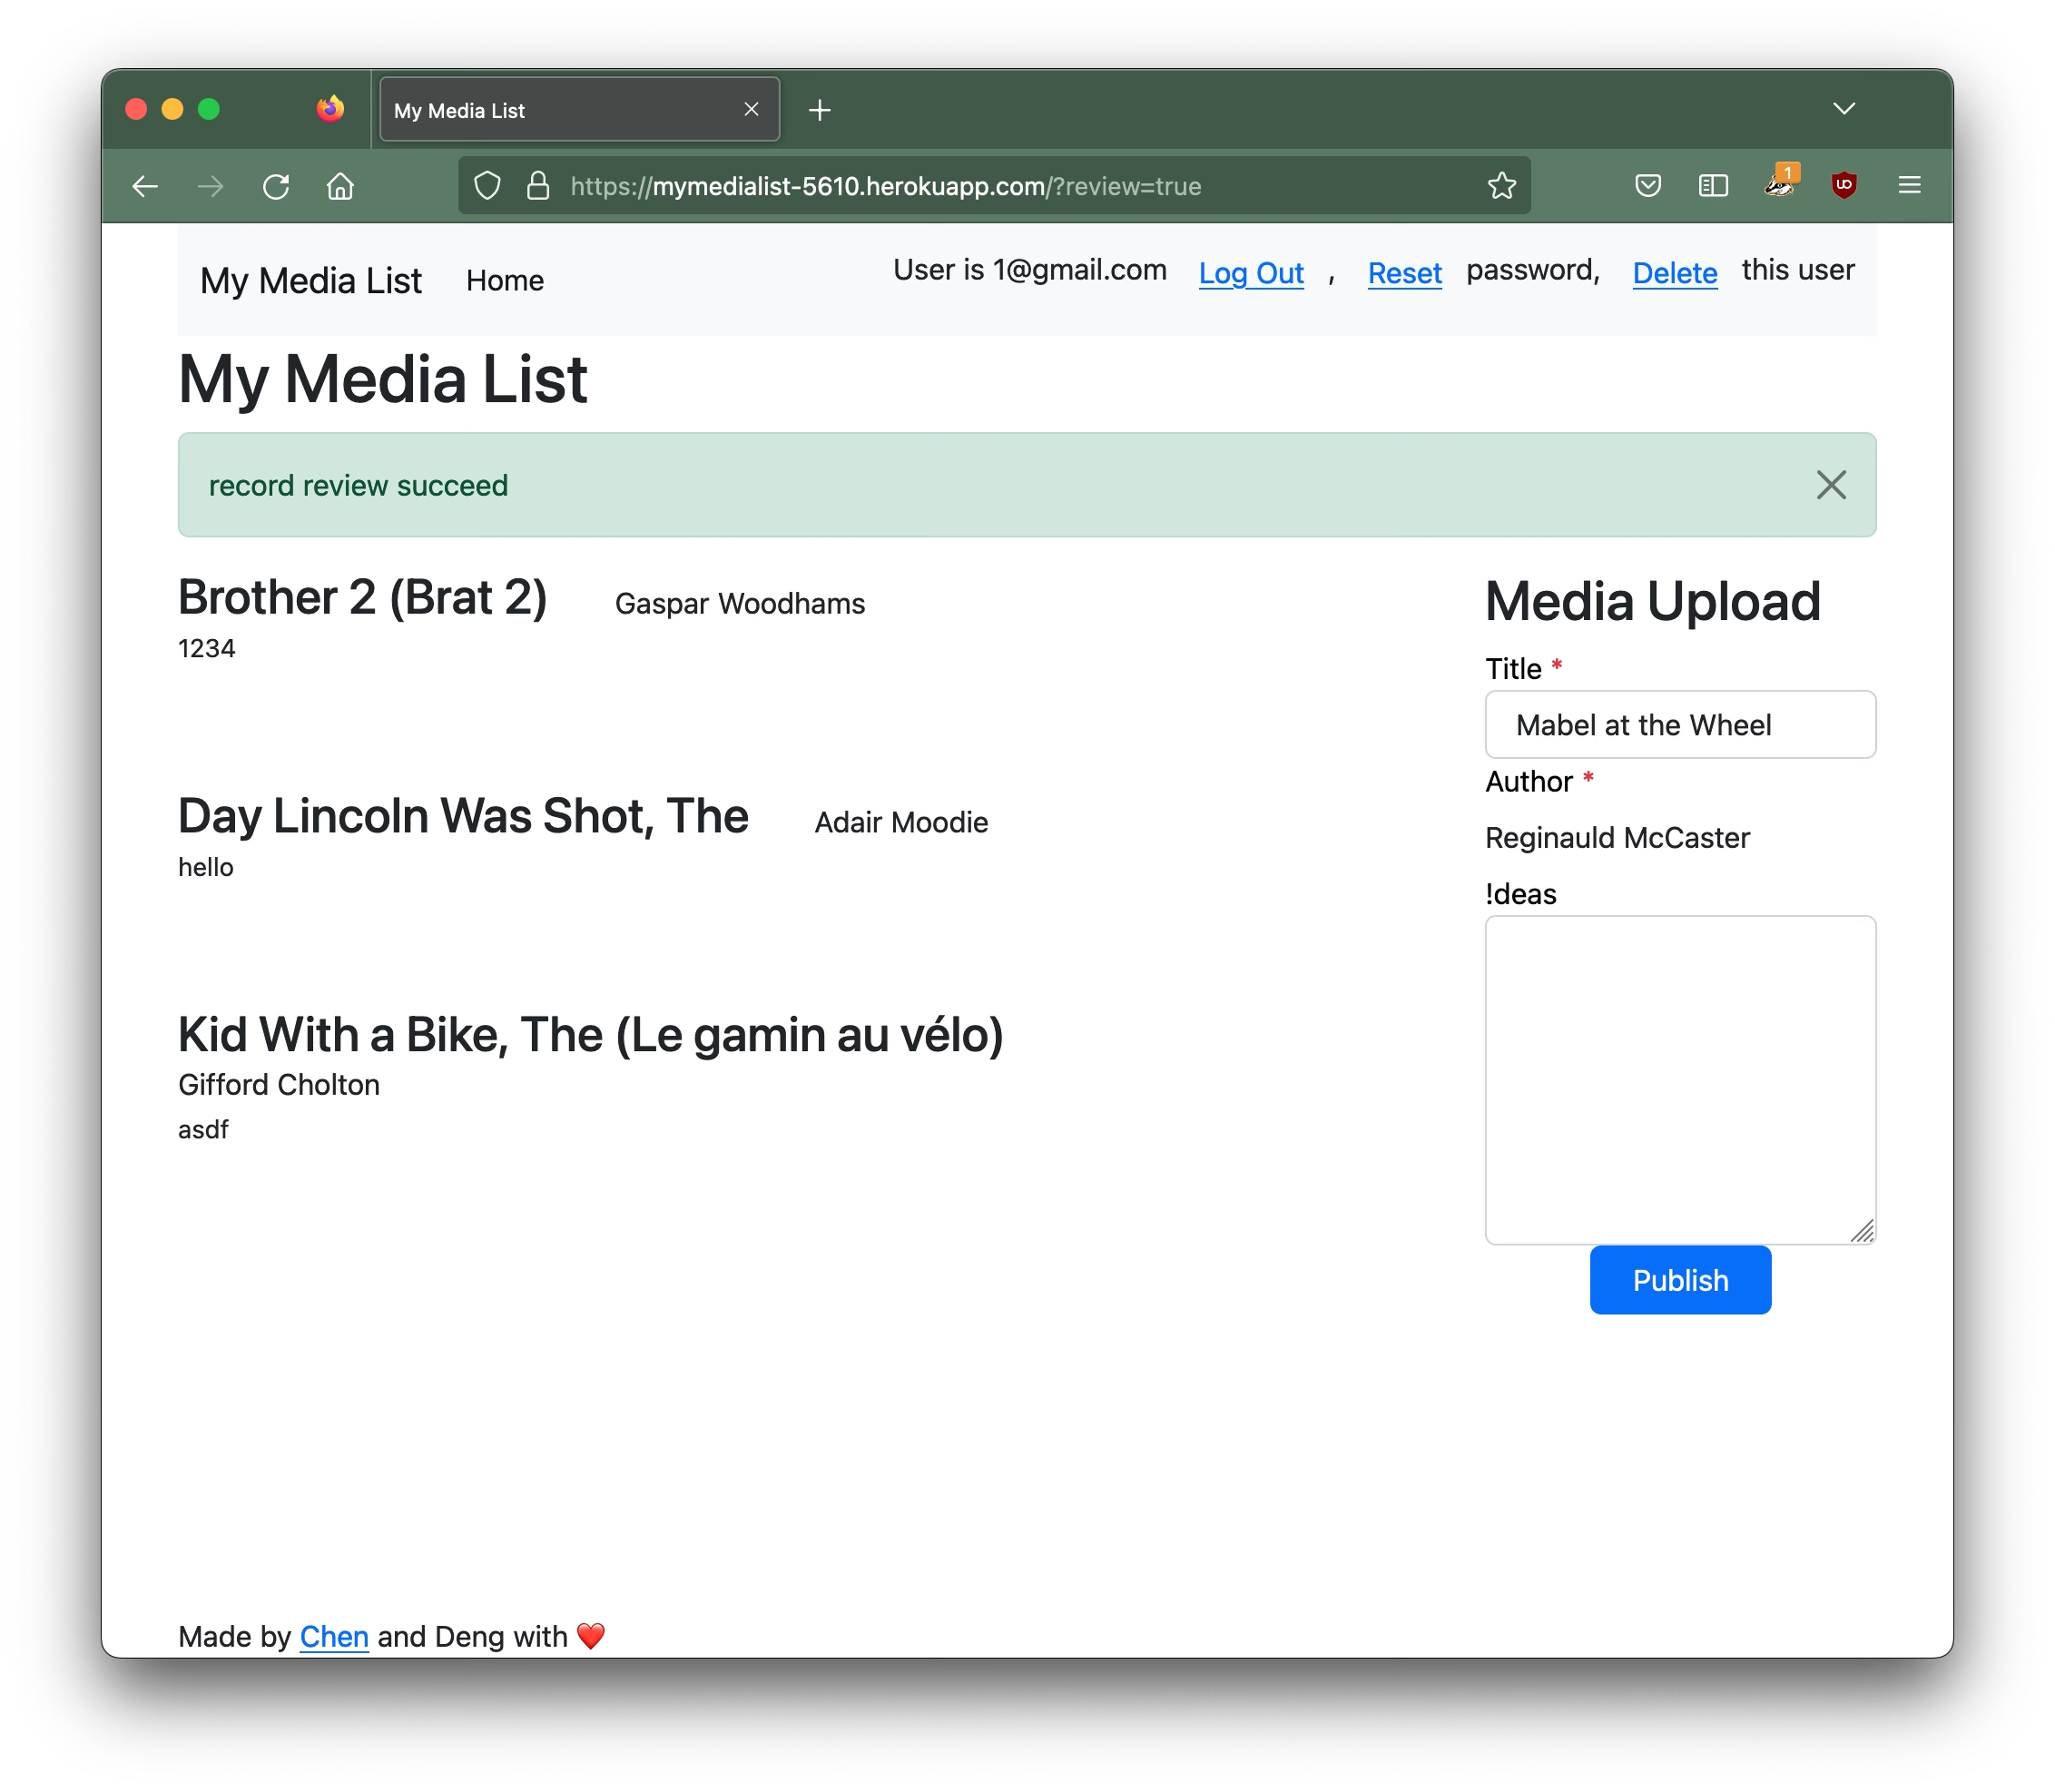 My Media List
https://mymedialist-5610.herokuapp.com/?review=true
1
My Media List Home User is 1@gmail.com Log Out , Reset password, Delete this user
My Media List
record review succeed
Brother 2 (Brat 2) Gaspar Woodhams
1234
Day Lincoln Was Shot, The Adair Moodie
hello
Kid With a Bike, The (Le gamin au vélo)
Gifford Cholton
asdf
Media Upload
Title *
Mabel at the Wheel
Author *
Reginauld McCaster
!deas
Publish
Made by Chen and Deng with ❤️